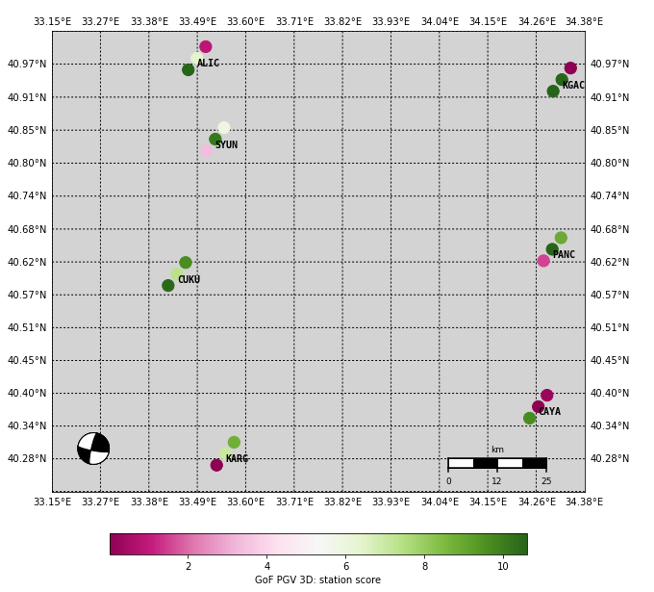 33.15°E 33.27°E 33.38°E 33.49°E 33.60°E 33.71°E 33.82°E 33.93°E 34.04°E 34.15°E 34.26°E 34.38°E
ALIC
40.97°N 40.97°N
KGAC
40.91°N 40.91°N
40.85°N 40.85°N
SYUN
40.80°N 40.80°N
40.74°N 40.74°N
40.68°N 40.68°N
PANC
40.62°N 40.62°N
CUKU
40.57°N 40.57°N
40.51°N 40.51°N
40.45°N 40.45°N
40.40°N 40.40°N
CAYA
40.34°N 40.34°N
km
KARG
40.28°N 40.28°N
0 12 25
33.15°E 33.27°E 33.38°E 33.49°E 33.60°E 33.71°E 33.82°E 33.93°E 34.04°E 34.15°E 34.26°E 34.38°E
2 4 6 8 10
GoF PGV 3D: station score